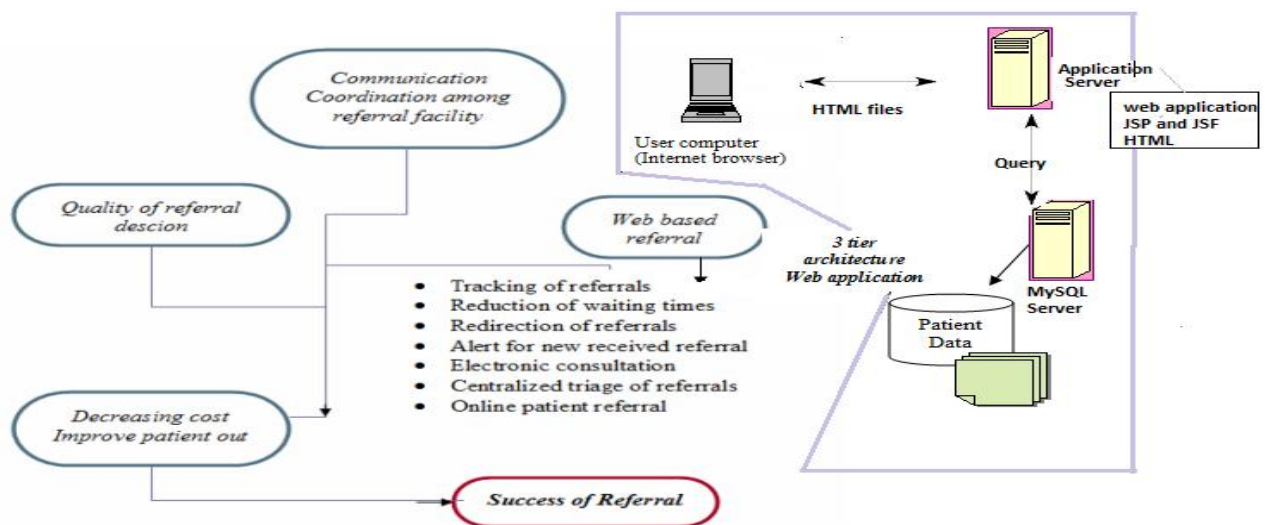 Communication
Coordination among
referral facility
Quality of referral
descion
Web based
referral
• Tracking of referrals
• Reduction of waiting times
• Redirection of referrals
• Alert for new received referral
• Electronic consultation
• Centralized triage of referrals
• Online patient referral
Decreasing cost
Improve patient out
Success of Referral
User computer
(Internet browser)
HTML files
Application
Server
web application
JSP and JSF
HTML
Query
3 tier
architecture
Web application
MySQL
Server
Patient
Data